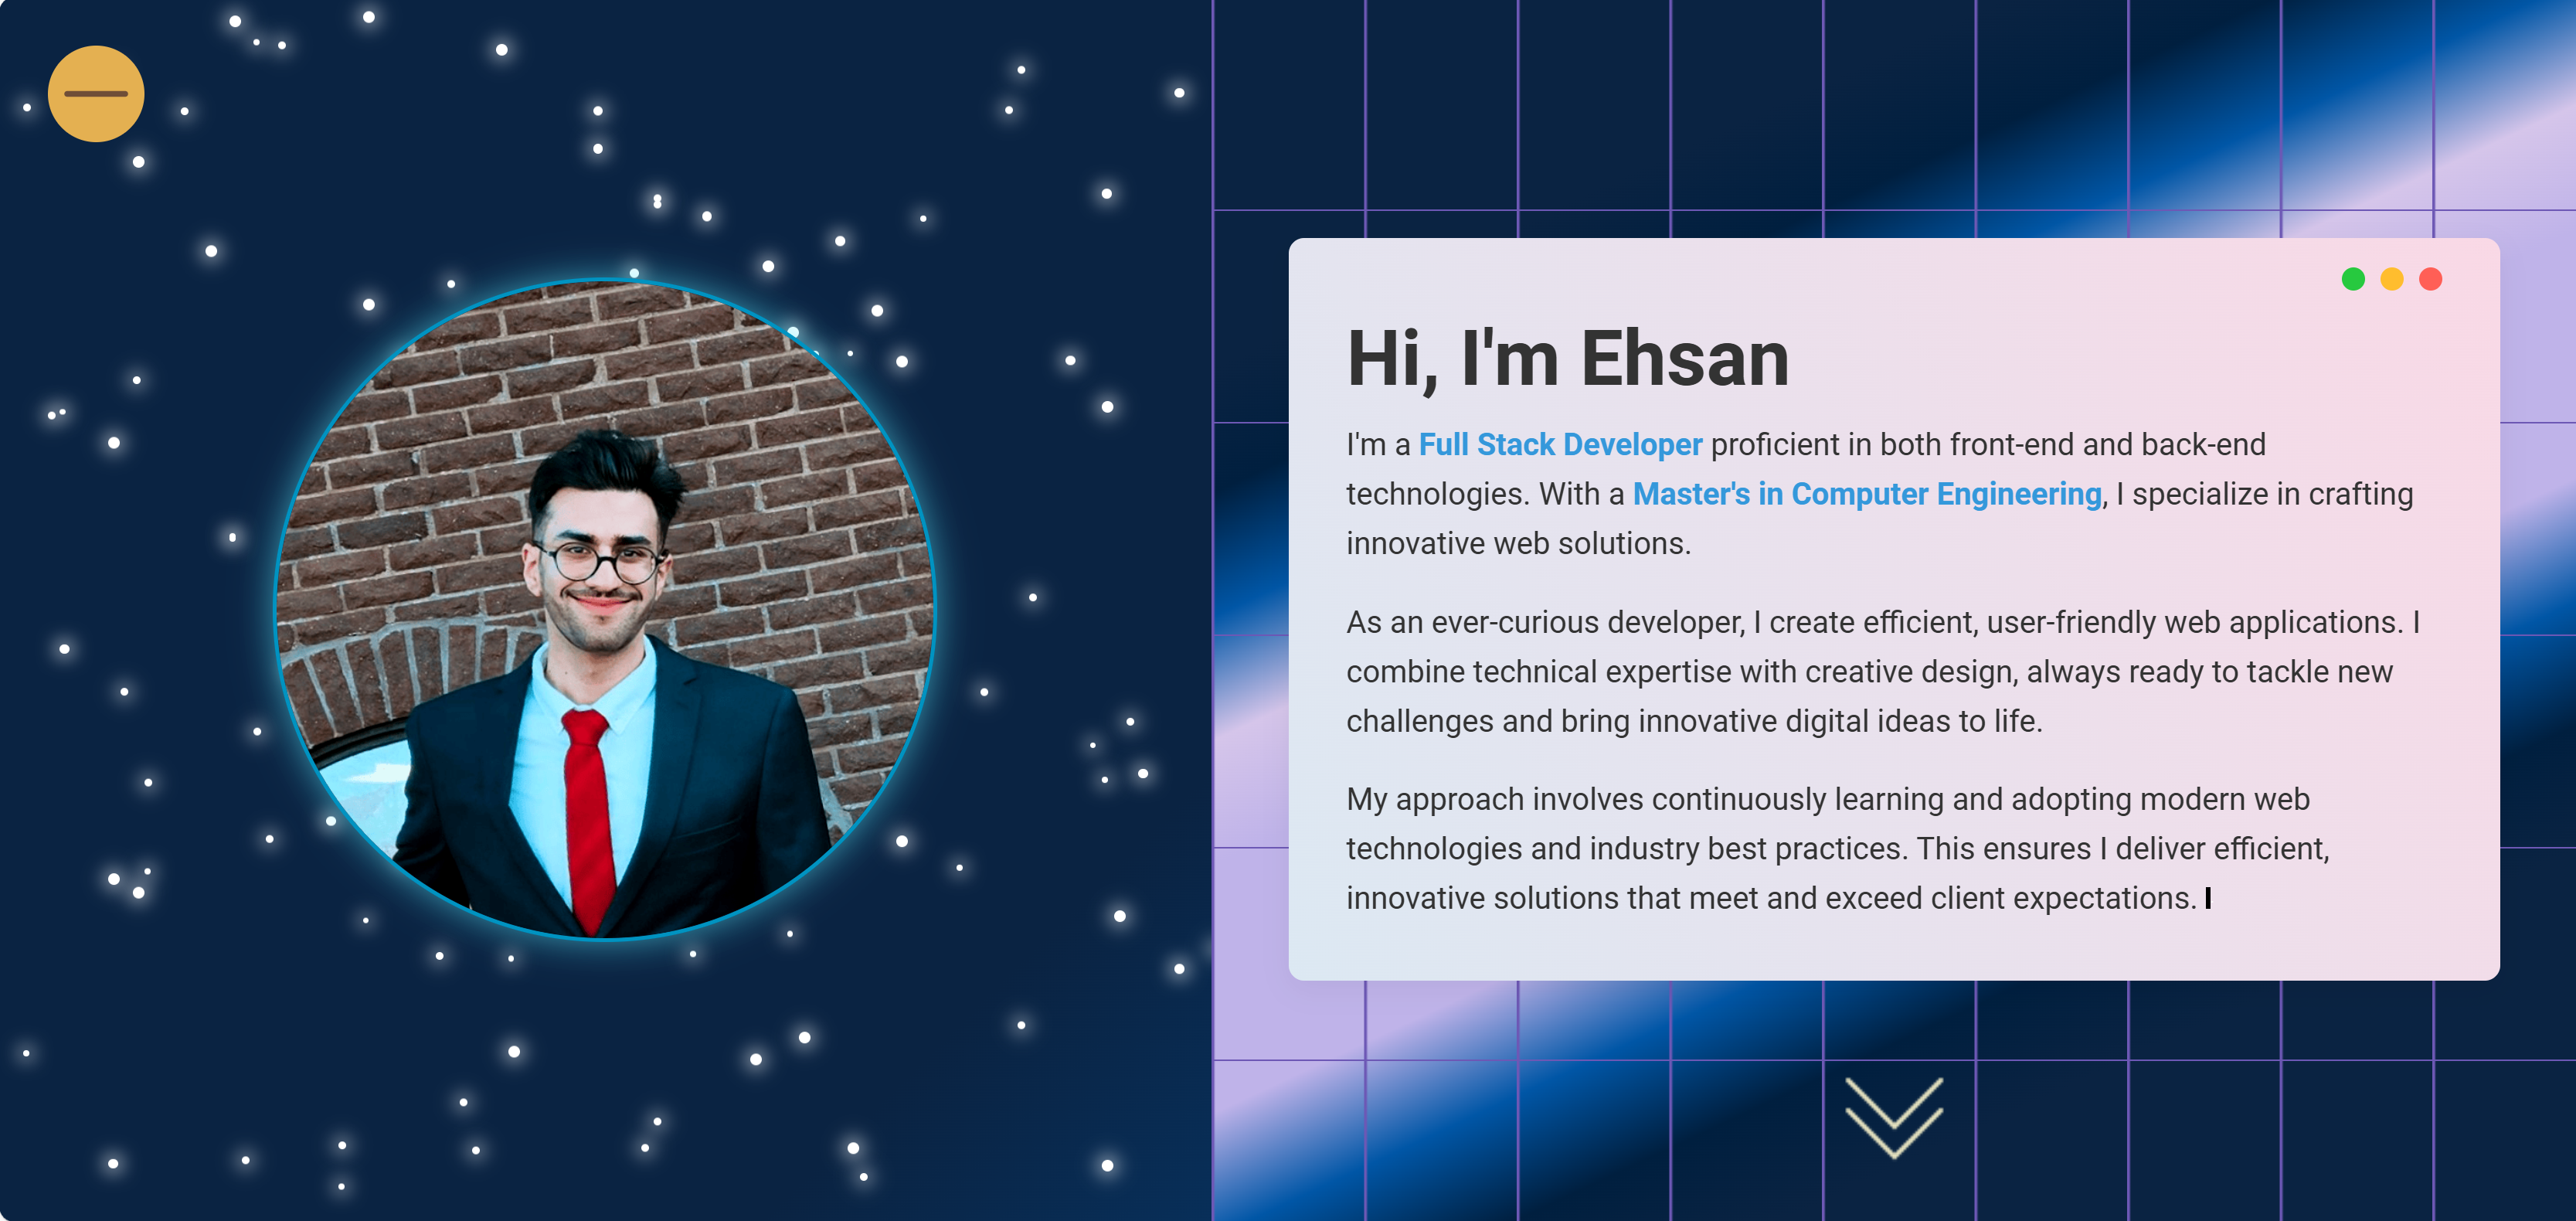 Hi, I'm Ehsan
I'm a Full Stack Developer proficient in both front-end and back-end
technologies. With a Master's in Computer Engineering, I specialize in crafting
innovative web solutions.
As an ever-curious developer, I create efficient, user-friendly web applications. I
combine technical expertise with creative design, always ready to tackle new
challenges and bring innovative digital ideas to life.
My approach involves continuously learning and adopting modern web
technologies and industry best practices. This ensures I deliver efficient,
innovative solutions that meet and exceed client expectations.